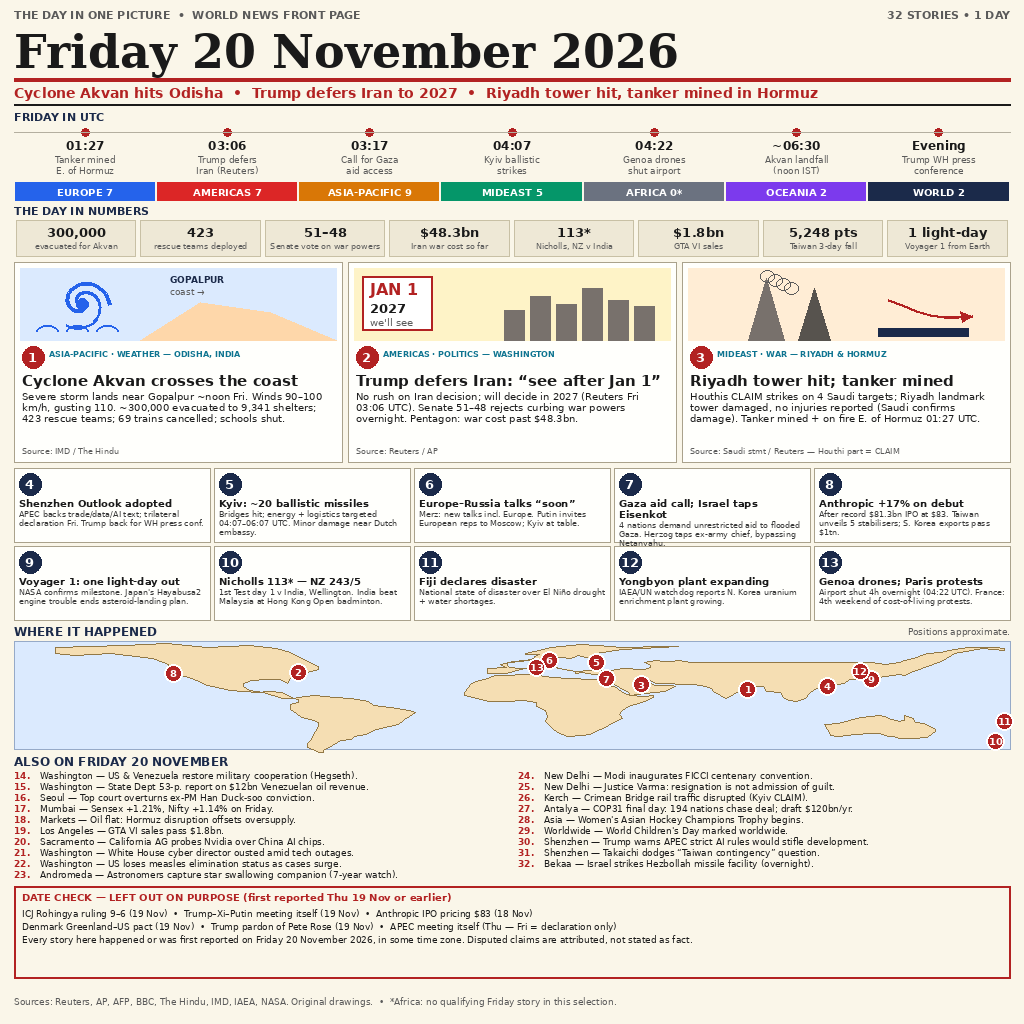 THE DAY IN ONE PICTURE • WORLD NEWS FRONT PAGE
32 STORIES • 1 DAY
Friday 20 November 2026
Cyclone Akvan hits Odisha • Trump defers Iran to 2027 • Riyadh tower hit, tanker mined in Hormuz
FRIDAY IN UTC
01:27
Tanker mined
E. of Hormuz
03:06
Trump defers
Iran (Reuters)
03:17
Call for Gaza
aid access
04:07
Kyiv ballistic
strikes
04:22
Genoa drones
shut airport
~06:30
Akvan landfall
(noon IST)
Evening
Trump WH press
conference
EUROPE 7
AMERICAS 7
ASIA-PACIFIC 9
MIDEAST 5
AFRICA 0*
OCEANIA 2
WORLD 2
THE DAY IN NUMBERS
300,000
evacuated for Akvan
423
rescue teams deployed
51–48
Senate vote on war powers
$48.3bn
Iran war cost so far
113*
Nicholls, NZ v India
$1.8bn
GTA VI sales
5,248 pts
Taiwan 3-day fall
1 light-day
Voyager 1 from Earth
GOPALPUR
coast →
1
ASIA-PACIFIC · WEATHER — ODISHA, INDIA
Cyclone Akvan crosses the coast
Severe storm lands near Gopalpur ~noon Fri. Winds 90–100
km/h, gusting 110. ~300,000 evacuated to 9,341 shelters;
423 rescue teams; 69 trains cancelled; schools shut.
Source: IMD / The Hindu
JAN 1
2027
we'll see
2
AMERICAS · POLITICS — WASHINGTON
Trump defers Iran: “see after Jan 1”
No rush on Iran decision; will decide in 2027 (Reuters Fri
03:06 UTC). Senate 51–48 rejects curbing war powers
overnight. Pentagon: war cost past $48.3bn.
Source: Reuters / AP
3
MIDEAST · WAR — RIYADH & HORMUZ
Riyadh tower hit; tanker mined
Houthis CLAIM strikes on 4 Saudi targets; Riyadh landmark
tower damaged, no injuries reported (Saudi confirms
damage). Tanker mined + on fire E. of Hormuz 01:27 UTC.
Source: Saudi stmt / Reuters — Houthi part = CLAIM
4
Shenzhen Outlook adopted
APEC backs trade/data/AI text; trilateral
declaration Fri. Trump back for WH press conf.
5
Kyiv: ~20 ballistic missiles
Bridges hit; energy + logistics targeted
04:07–06:07 UTC. Minor damage near Dutch
embassy.
6
Europe–Russia talks “soon”
Merz: new talks incl. Europe. Putin invites
European reps to Moscow; Kyiv at table.
7
Gaza aid call; Israel taps
Eisenkot
4 nations demand unrestricted aid to flooded
Gaza. Herzog taps ex-army chief, bypassing
Netanyahu.
8
Anthropic +17% on debut
After record $81.3bn IPO at $83. Taiwan
unveils 5 stabilisers; S. Korea exports pass
$1tn.
9
Voyager 1: one light-day out
NASA confirms milestone. Japan's Hayabusa2
engine trouble ends asteroid-landing plan.
10
Nicholls 113* — NZ 243/5
1st Test day 1 v India, Wellington. India beat
Malaysia at Hong Kong Open badminton.
11
Fiji declares disaster
National state of disaster over El Niño drought
+ water shortages.
12
Yongbyon plant expanding
IAEA/UN watchdog reports N. Korea uranium
enrichment plant growing.
13
Genoa drones; Paris protests
Airport shut 4h overnight (04:22 UTC). France:
4th weekend of cost-of-living protests.
WHERE IT HAPPENED
Positions approximate.
8
2
13
6
5
7
3
1
4
12
9
11
10
ALSO ON FRIDAY 20 NOVEMBER
14. Washington — US & Venezuela restore military cooperation (Hegseth).
15. Washington — State Dept 53-p. report on $12bn Venezuelan oil revenue.
16. Seoul — Top court overturns ex-PM Han Duck-soo conviction.
17. Mumbai — Sensex +1.21%, Nifty +1.14% on Friday.
18. Markets — Oil flat: Hormuz disruption offsets oversupply.
19. Los Angeles — GTA VI sales pass $1.8bn.
20. Sacramento — California AG probes Nvidia over China AI chips.
21. Washington — White House cyber director ousted amid tech outages.
22. Washington — US loses measles elimination status as cases surge.
23. Andromeda — Astronomers capture star swallowing companion (7-year watch).
24. New Delhi — Modi inaugurates FICCI centenary convention.
25. New Delhi — Justice Varma: resignation is not admission of guilt.
26. Kerch — Crimean Bridge rail traffic disrupted (Kyiv CLAIM).
27. Antalya — COP31 final day: 194 nations chase deal; draft $120bn/yr.
28. Asia — Women's Asian Hockey Champions Trophy begins.
29. Worldwide — World Children's Day marked worldwide.
30. Shenzhen — Trump warns APEC strict AI rules would stifle development.
31. Shenzhen — Takaichi dodges “Taiwan contingency” question.
32. Bekaa — Israel strikes Hezbollah missile facility (overnight).
DATE CHECK — LEFT OUT ON PURPOSE (first reported Thu 19 Nov or earlier)
ICJ Rohingya ruling 9–6 (19 Nov) • Trump–Xi–Putin meeting itself (19 Nov) • Anthropic IPO pricing $83 (18 Nov)
Denmark Greenland–US pact (19 Nov) • Trump pardon of Pete Rose (19 Nov) • APEC meeting itself (Thu — Fri = declaration only)
Every story here happened or was first reported on Friday 20 November 2026, in some time zone. Disputed claims are attributed, not stated as fact.
Sources: Reuters, AP, AFP, BBC, The Hindu, IMD, IAEA, NASA. Original drawings. • *Africa: no qualifying Friday story in this selection.